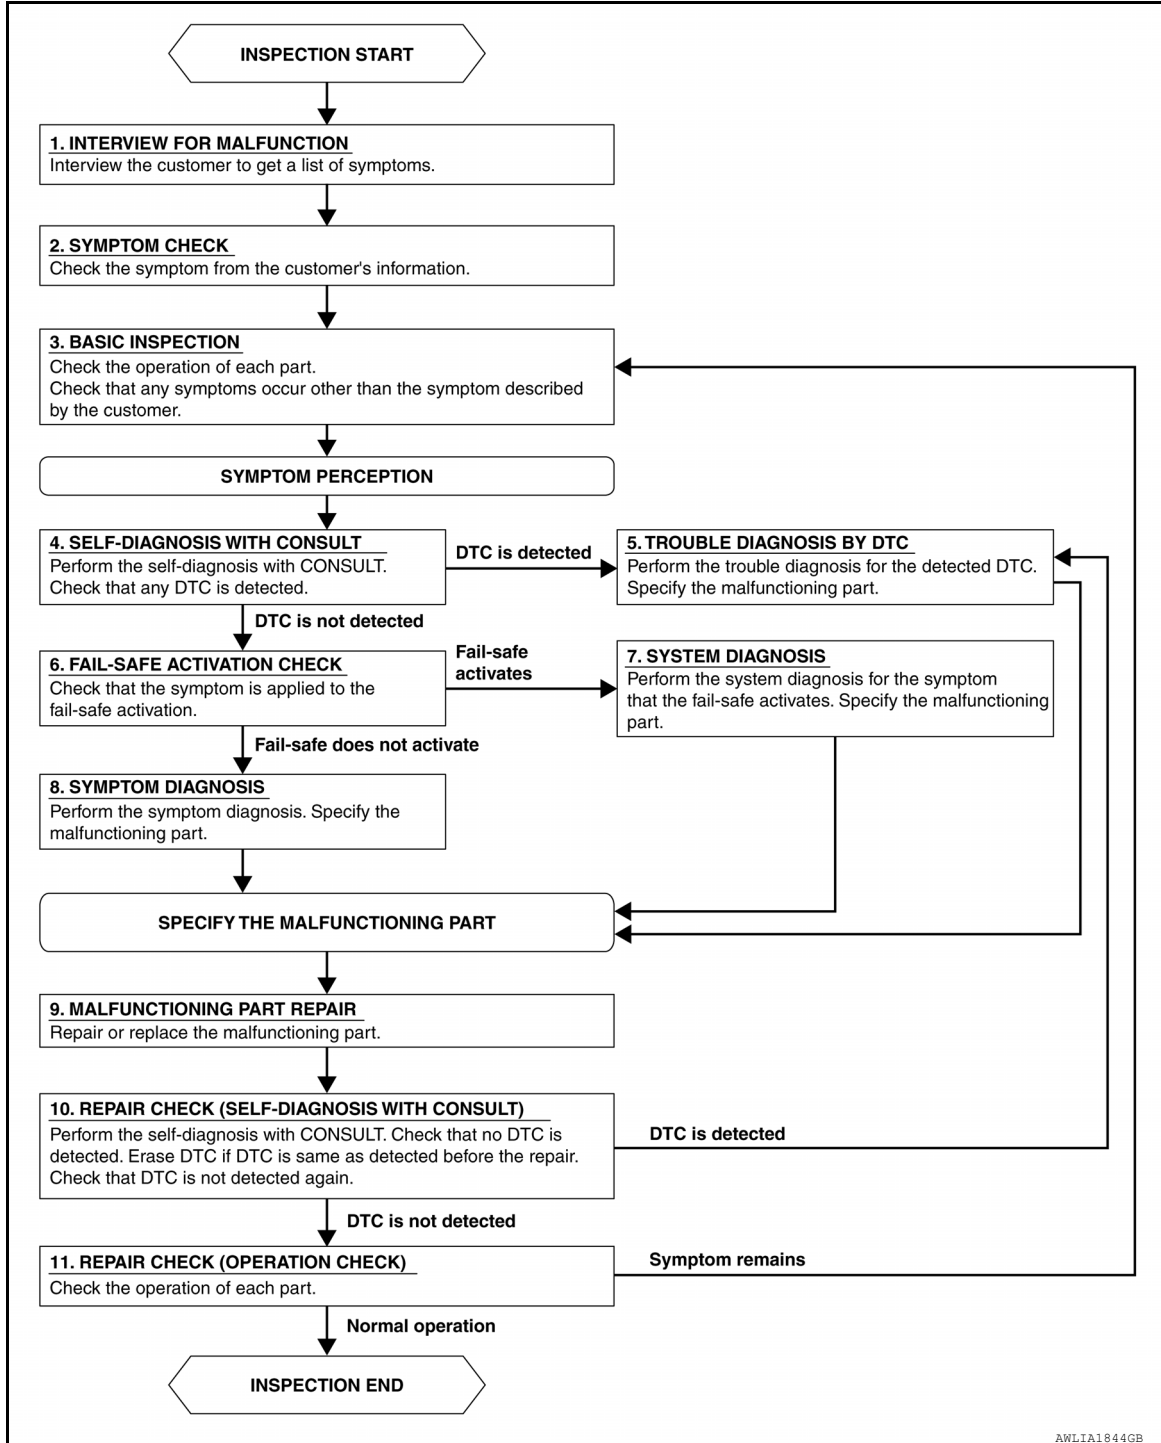 INSPECTION START
1. INTERVIEW FOR MALFUNCTION
Interview the customer to get a list of symptoms.
2. SYMPTOM CHECK
Check the symptom from the customer's information.
3. BASIC INSPECTION
Check the operation of each part.
Check that any symptoms occur other than the symptom described
by the customer.
SYMPTOM PERCEPTION
4. SELF-DIAGNOSIS WITH CONSULT
Perform the self-diagnosis with CONSULT.
Check that any DTC is detected.
DTC is detected
5. TROUBLE DIAGNOSIS BY DTC
Perform the trouble diagnosis for the detected DTC.
Specify the malfunctioning part.
DTC is not detected
6. FAIL-SAFE ACTIVATION CHECK
Check that the symptom is applied to the
fail-safe activation.
Fail-safe
activates
7. SYSTEM DIAGNOSIS
Perform the system diagnosis for the symptom
that the fail-safe activates. Specify the malfunctioning
part.
Fail-safe does not activate
8. SYMPTOM DIAGNOSIS
Perform the symptom diagnosis. Specify the
malfunctioning part.
SPECIFY THE MALFUNCTIONING PART
9. MALFUNCTIONING PART REPAIR
Repair or replace the malfunctioning part.
10. REPAIR CHECK (SELF-DIAGNOSIS WITH CONSULT)
Perform the self-diagnosis with CONSULT. Check that no DTC is
detected. Erase DTC if DTC is same as detected before the repair.
Check that DTC is not detected again.
DTC is detected
DTC is not detected
11. REPAIR CHECK (OPERATION CHECK)
Check the operation of each part.
Symptom remains
Normal operation
INSPECTION END
AWLIA1844GB